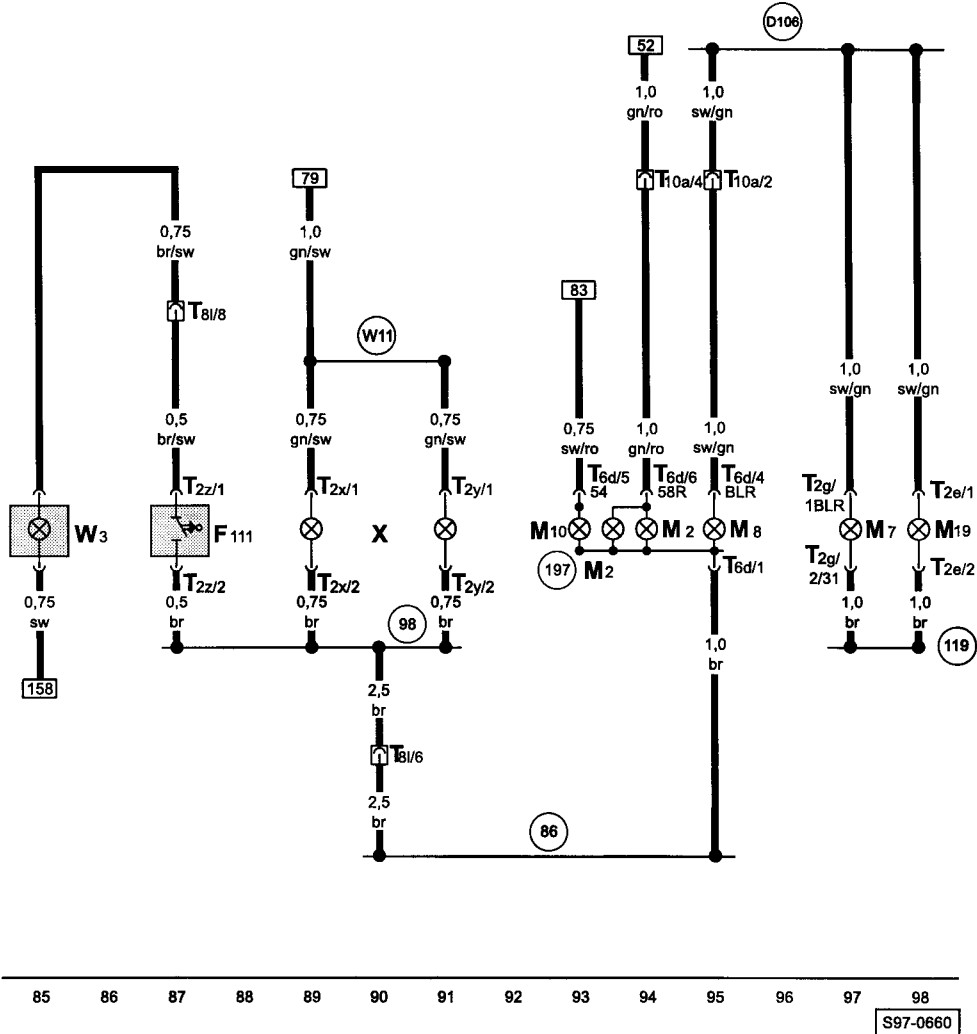 D106
52
1,0
gn/ro
1,0
sw/gn
79
T10a/4
T10a/2
0,75
br/sw
1,0
gn/sw
83
T8l/8
W11
1,0
sw/gn
1,0
sw/gn
0,5
br/sw
0,75
gn/sw
0,75
gn/sw
0,75
sw/ro
1,0
gn/ro
1,0
sw/gn
T2z/1
T2x/1
T2y/1
T6d/5
54
T6d/6
58R
T6d/4
BLR
T2g/
1BLR
T2e/1
W3
F111
X
M10
M2
M8
M7
M19
197
M2
T6d/1
T2z/2
T2x/2
T2y/2
T2g/
2/31
T2e/2
0,75
sw
0,5
br
0,75
br
0,75
br
1,0
br
1,0
br
98
1,0
br
119
158
2,5
br
T8l/6
2,5
br
86
85 86 87 88 89 90 91 92 93 94 95 96 97 98
S97-0660